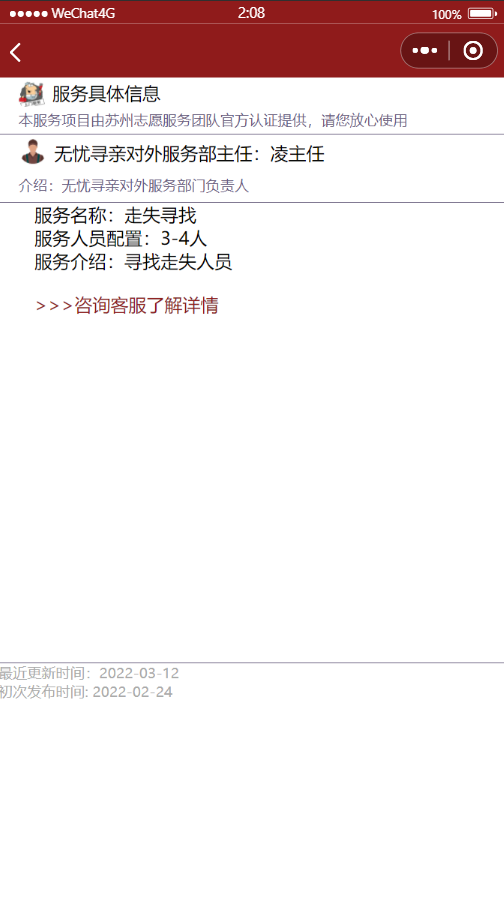 WeChat4G 2:08 100%
服务具体信息
本服务项目由苏州志愿服务团队官方认证提供，请您放心使用
无忧寻亲对外服务部主任：凌主任
介绍：无忧寻亲对外服务部门负责人
服务名称：走失寻找
服务人员配置：3-4人
服务介绍：寻找走失人员
>>>咨询客服了解详情
最近更新时间：2022-03-12
初次发布时间: 2022-02-24